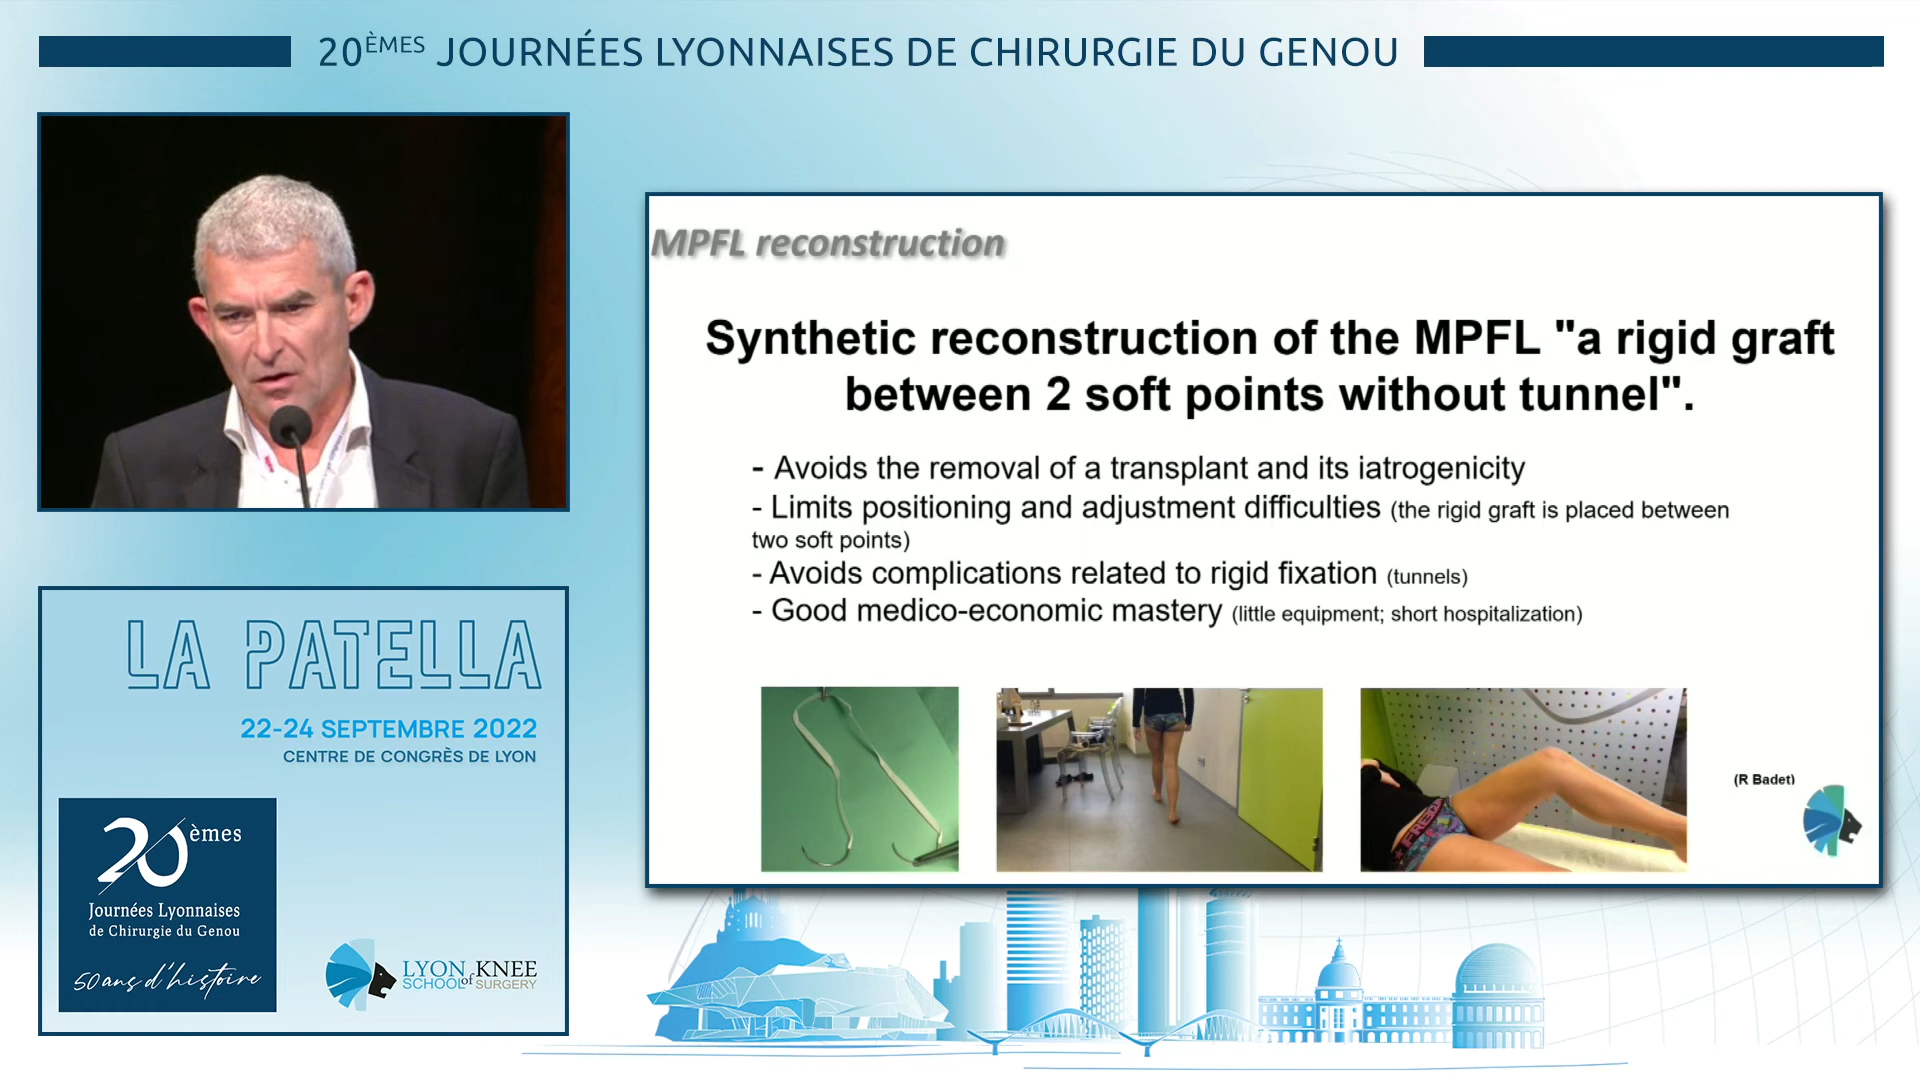 20ÈMES JOURNÉES LYONNAISES DE CHIRURGIE DU GENOU
MPFL reconstruction
Synthetic reconstruction of the MPFL "a rigid graft
between 2 soft points without tunnel".
- Avoids the removal of a transplant and its iatrogenicity
- Limits positioning and adjustment difficulties (the rigid graft is placed between
two soft points)
- Avoids complications related to rigid fixation (tunnels)
- Good medico-economic mastery (little equipment; short hospitalization)
(R Badet)
LA PATELLA
22-24 SEPTEMBRE 2022
CENTRE DE CONGRÈS DE LYON
20èmes
Journées Lyonnaises
de Chirurgie du Genou
50 ans d'histoire
LYON of KNEE
SCHOOL SURGERY